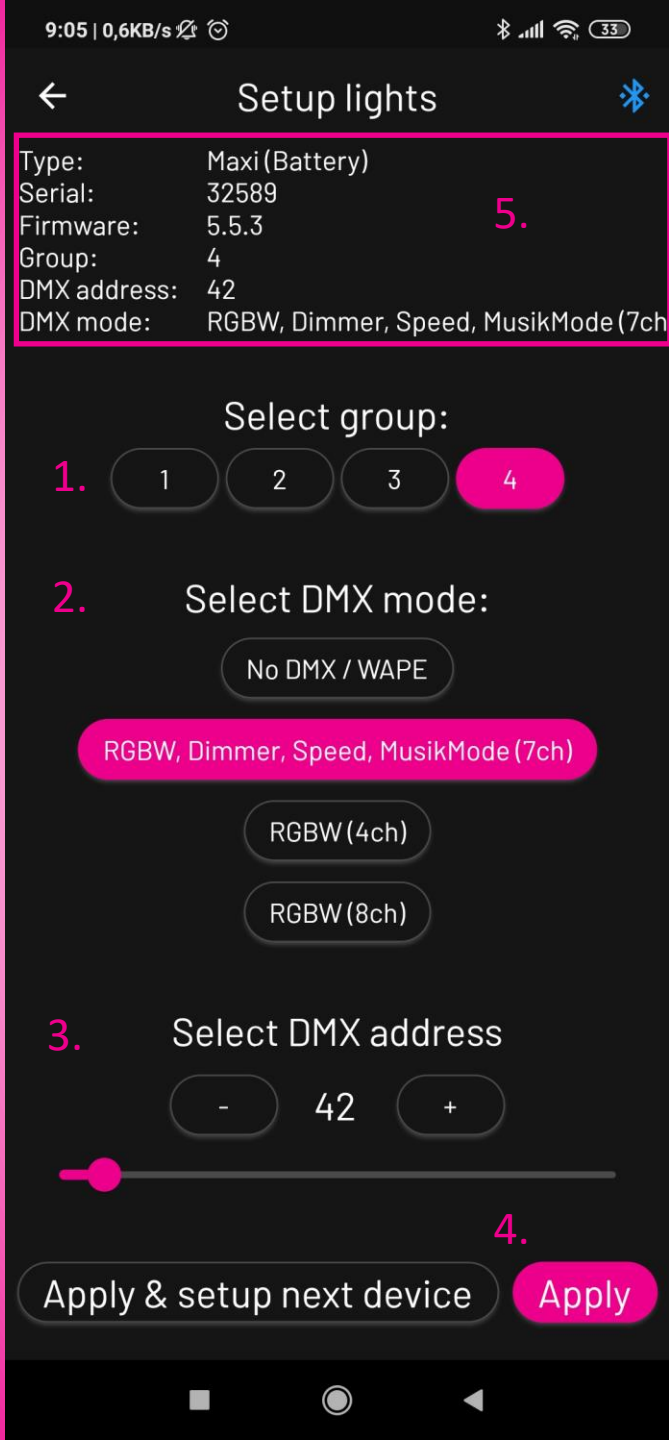 9:05 | 0,6KB/s 33
Setup lights
Type: Maxi (Battery)
Serial: 32589
Firmware: 5.5.3 5.
Group: 4
DMX address: 42
DMX mode: RGBW, Dimmer, Speed, MusikMode (7ch
Select group:
1. 1 2 3 4
2. Select DMX mode:
No DMX / WAPE
RGBW, Dimmer, Speed, MusikMode (7ch)
RGBW (4ch)
RGBW (8ch)
3. Select DMX address
- 42 +
4.
Apply & setup next device Apply